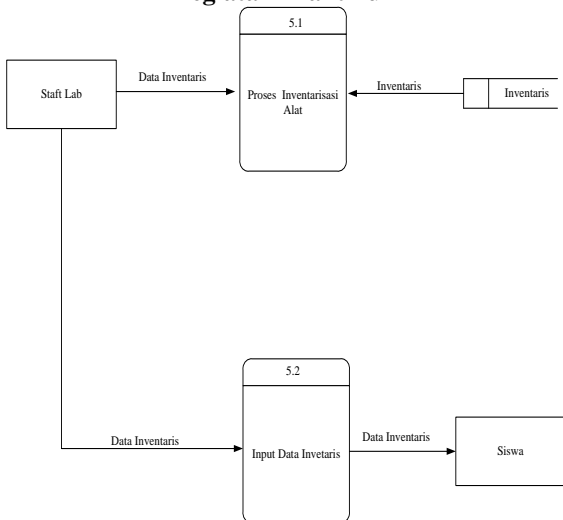 5.1
Staft Lab
Data Inventaris
Proses Inventarisasi
Alat
Inventaris
Inventaris
5.2
Data Inventaris
Input Data Invetaris
Data Inventaris
Siswa